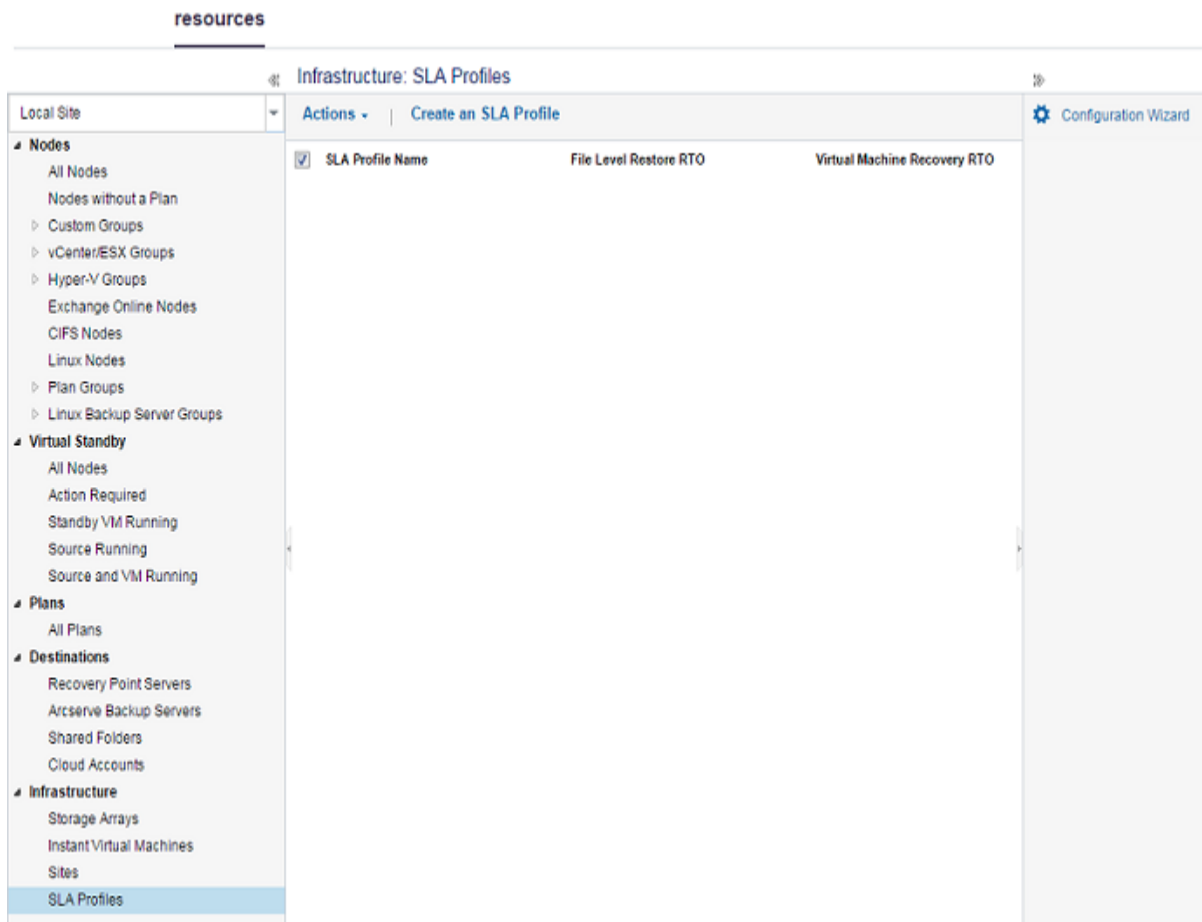 resources
Infrastructure: SLA Profiles
Local Site
Actions | Create an SLA Profile
Configuration Wizard
Nodes
All Nodes
Nodes without a Plan
Custom Groups
vCenter/ESX Groups
Hyper-V Groups
Exchange Online Nodes
CIFS Nodes
Linux Nodes
Plan Groups
Linux Backup Server Groups
Virtual Standby
All Nodes
Action Required
Standby VM Running
Source Running
Source and VM Running
Plans
All Plans
Destinations
Recovery Point Servers
Arcserve Backup Servers
Shared Folders
Cloud Accounts
Infrastructure
Storage Arrays
Instant Virtual Machines
Sites
SLA Profiles
SLA Profile Name File Level Restore RTO Virtual Machine Recovery RTO